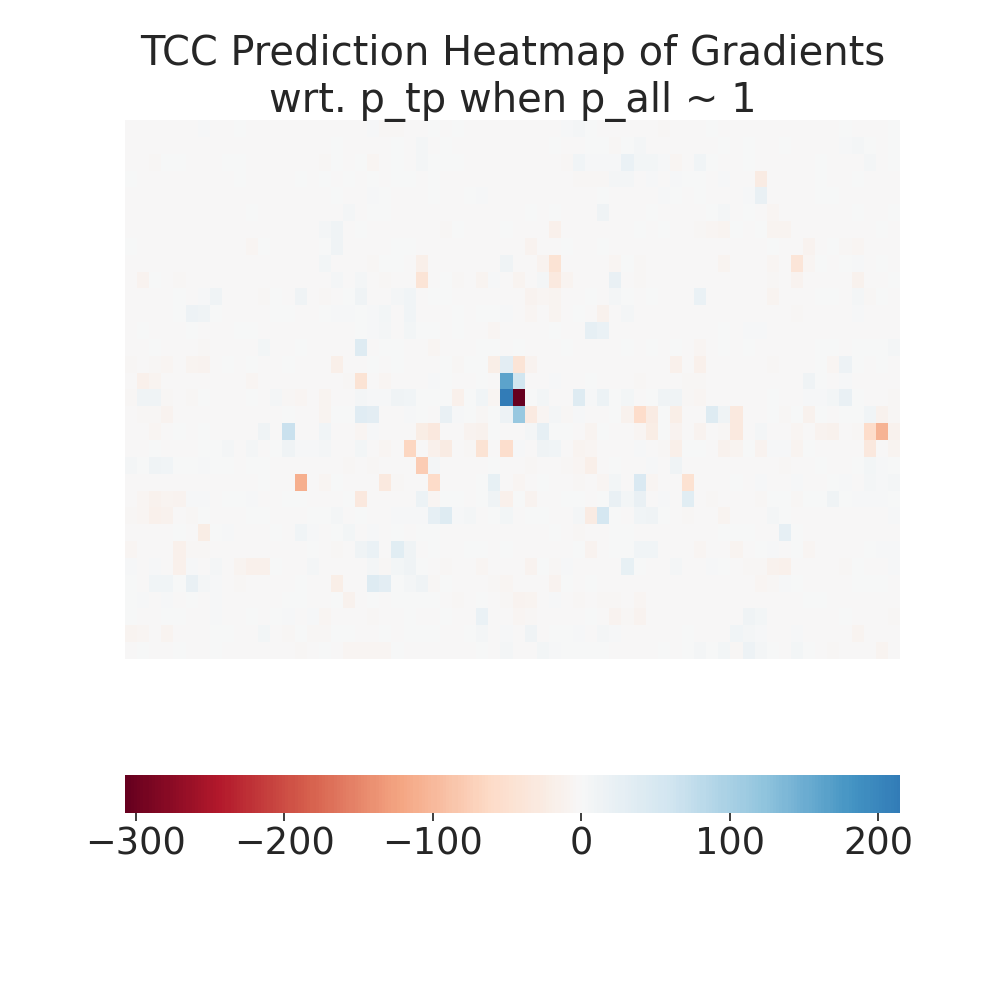 TCC Prediction Heatmap of Gradients
wrt. p_tp when p_all ~ 1
−300 −200 −100 0 100 200